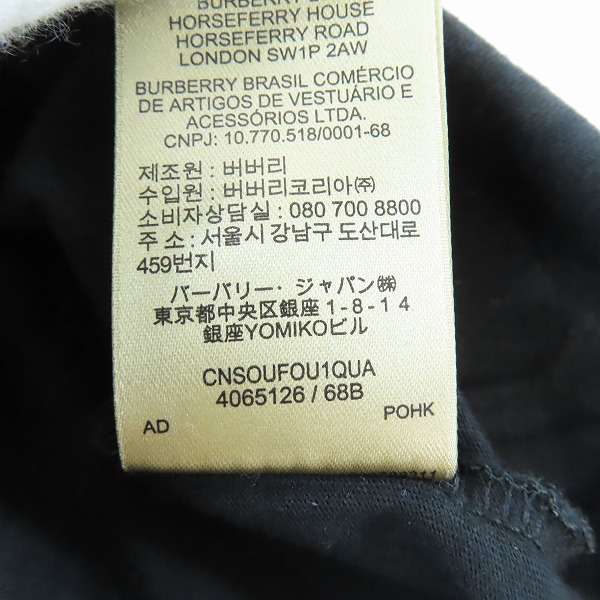 BURBERRY
HORSEFERRY HOUSE
HORSEFERRY ROAD
LONDON SW1P 2AW
BURBERRY BRASIL COMÉRCIO
DE ARTIGOS DE VESTUÁRIO E
ACESSÓRIOS LTDA.
CNPJ: 10.770.518/0001-68
제조원 : 버버리
수입원 : 버버리코리아㈜
소비자상담실 : 080 700 8800
주 소 : 서울시 강남구 도산대로
459번지
バーバリー・ジャパン㈱
東京都中央区銀座 1-8-14
銀座YOMIKOビル
CNSOUFOU1QUA
4065126 / 68B
AD POHK